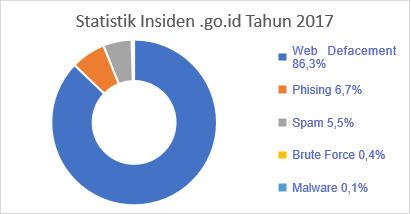 Statistik Insiden .go.id Tahun 2017
Web Defacement
86,3%
Phising 6,7%
Spam 5,5%
Brute Force 0,4%
Malware 0,1%